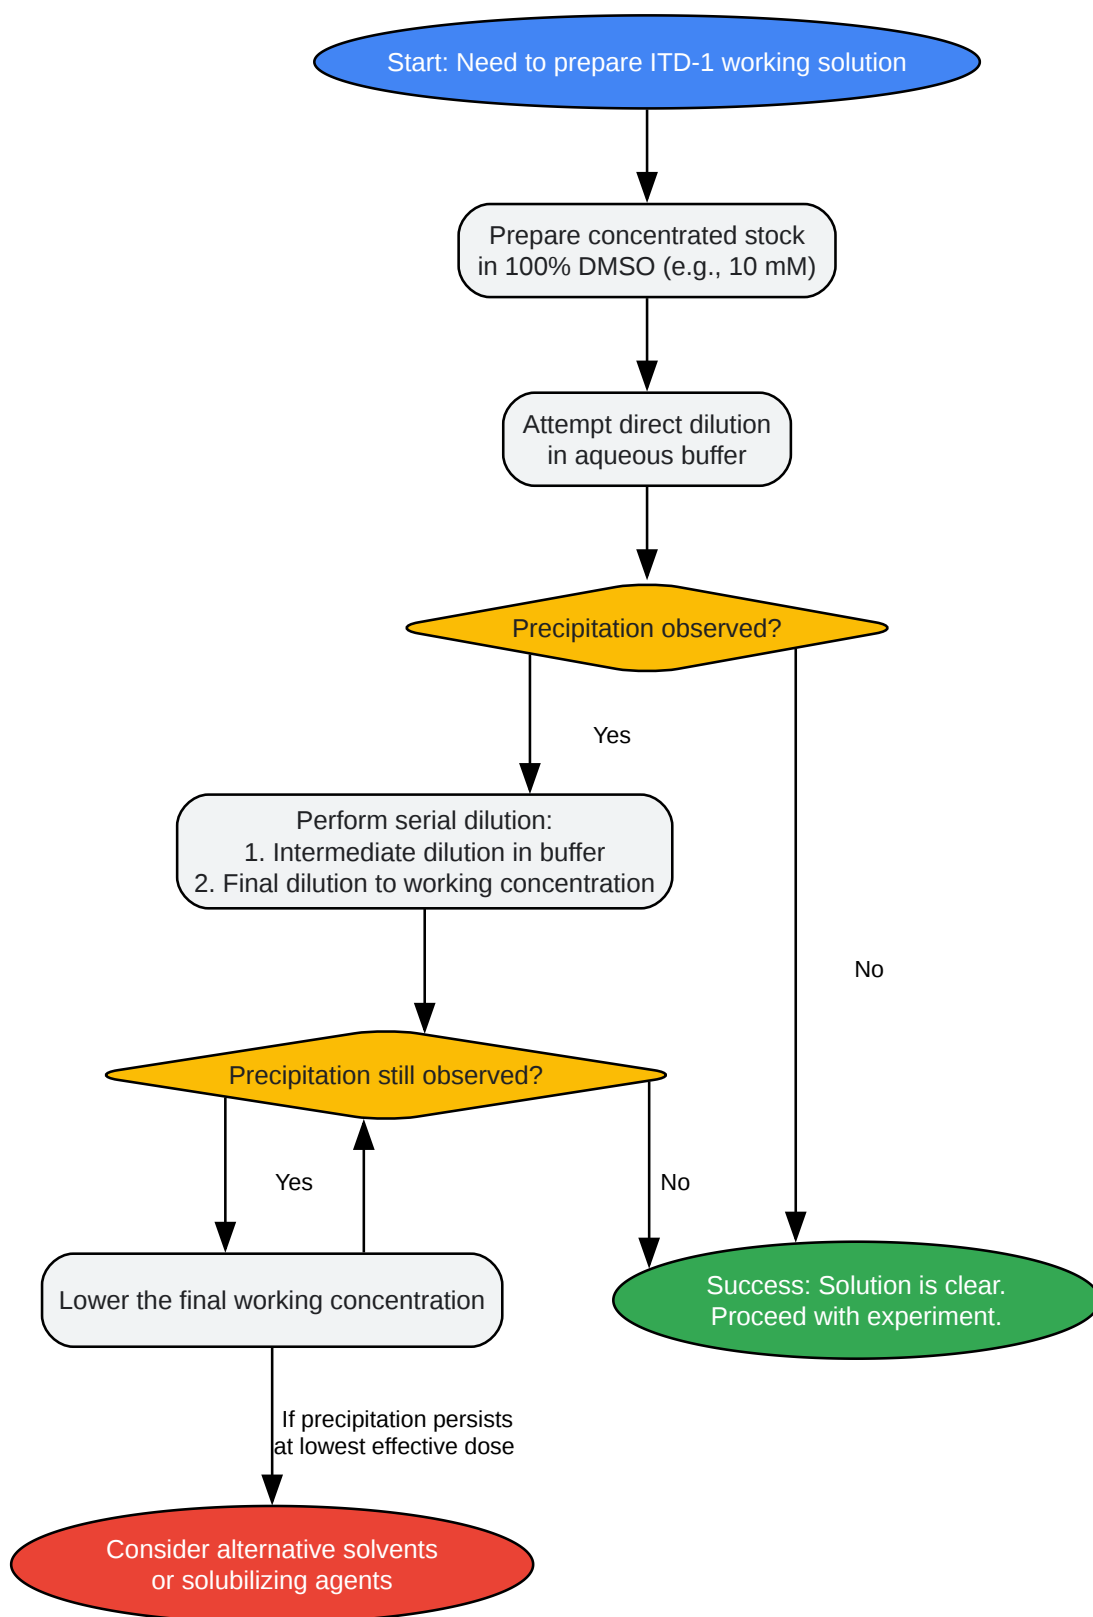 Start: Need to prepare ITD-1 working solution
Prepare concentrated stock
in 100% DMSO (e.g., 10 mM)
Attempt direct dilution
in aqueous buffer
Precipitation observed?
Yes
Perform serial dilution:
1. Intermediate dilution in buffer
2. Final dilution to working concentration
No
Precipitation still observed?
Yes
No
Lower the final working concentration
Success: Solution is clear.
Proceed with experiment.
If precipitation persists
at lowest effective dose
Consider alternative solvents
or solubilizing agents